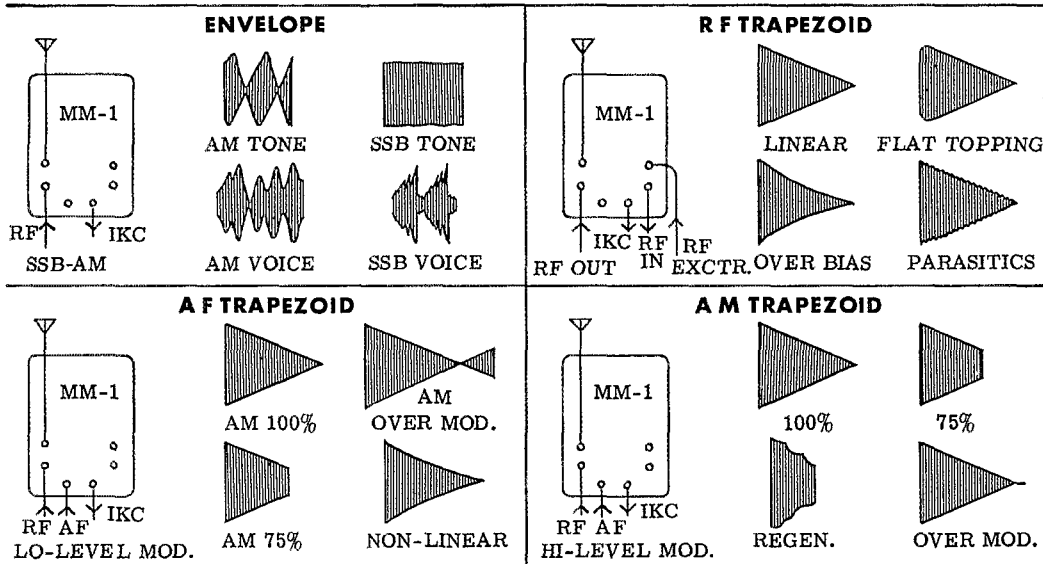 ENVELOPE
MM-1
AM TONE
SSB TONE
RF
IKC
SSB-AM
AM VOICE
SSB VOICE
RF TRAPEZOID
MM-1
LINEAR
FLAT TOPPING
IKC
RF
IN
RF
EXCTR.
RF OUT
OVER BIAS
PARASITICS
AF TRAPEZOID
MM-1
AM 100%
AM
OVER MOD.
RF
AF
IKC
LO-LEVEL MOD.
AM 75%
NON-LINEAR
AM TRAPEZOID
MM-1
100%
75%
RF
AF
IKC
HI-LEVEL MOD.
REGEN.
OVER MOD.